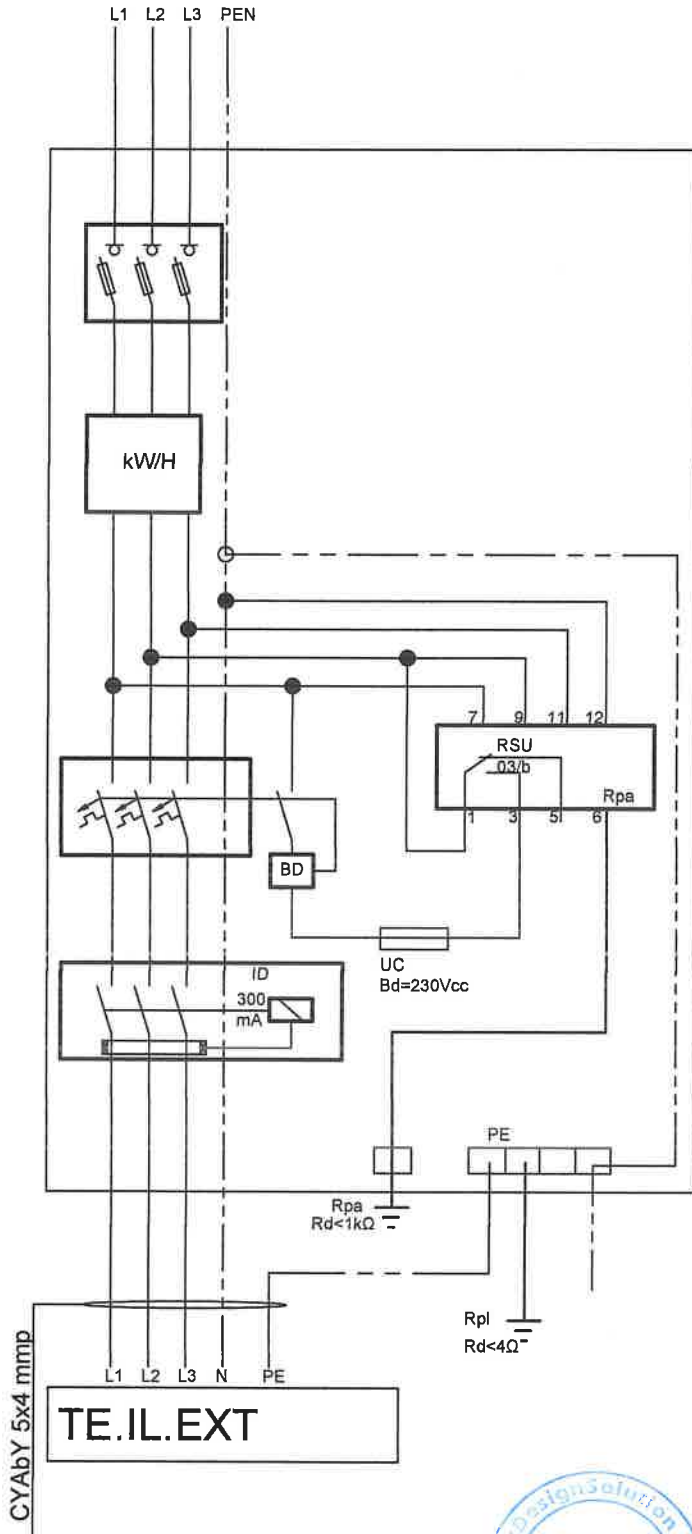 L1 L2 L3 PEN
kW/H
7 9 11 12
RSU
03/b
Rpa
1 3 5 6
BD
UC
Bd=230Vcc
ID
300
mA
PE
Rpa
Rd<1kΩ
Rpl
Rd<4Ω
L1 L2 L3 N PE
TE.IL.EXT
CYAbY 5x4 mmp
DesignSolution